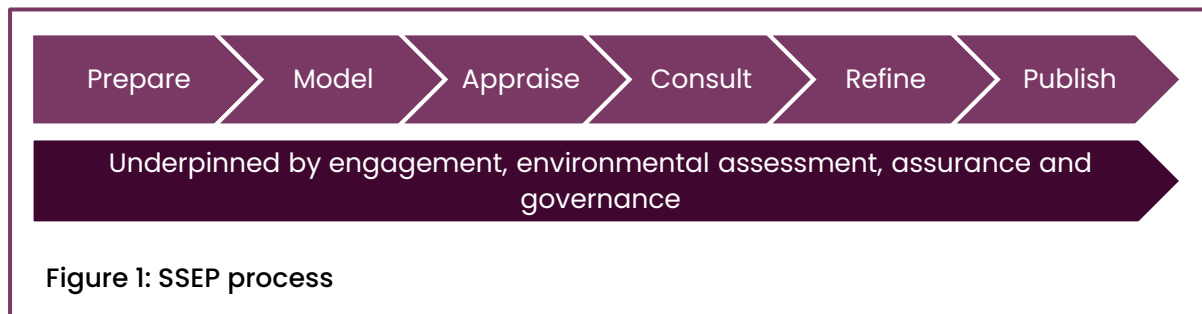 Prepare Model Appraise Consult Refine Publish
Underpinned by engagement, environmental assessment, assurance and
governance
Figure 1: SSEP process